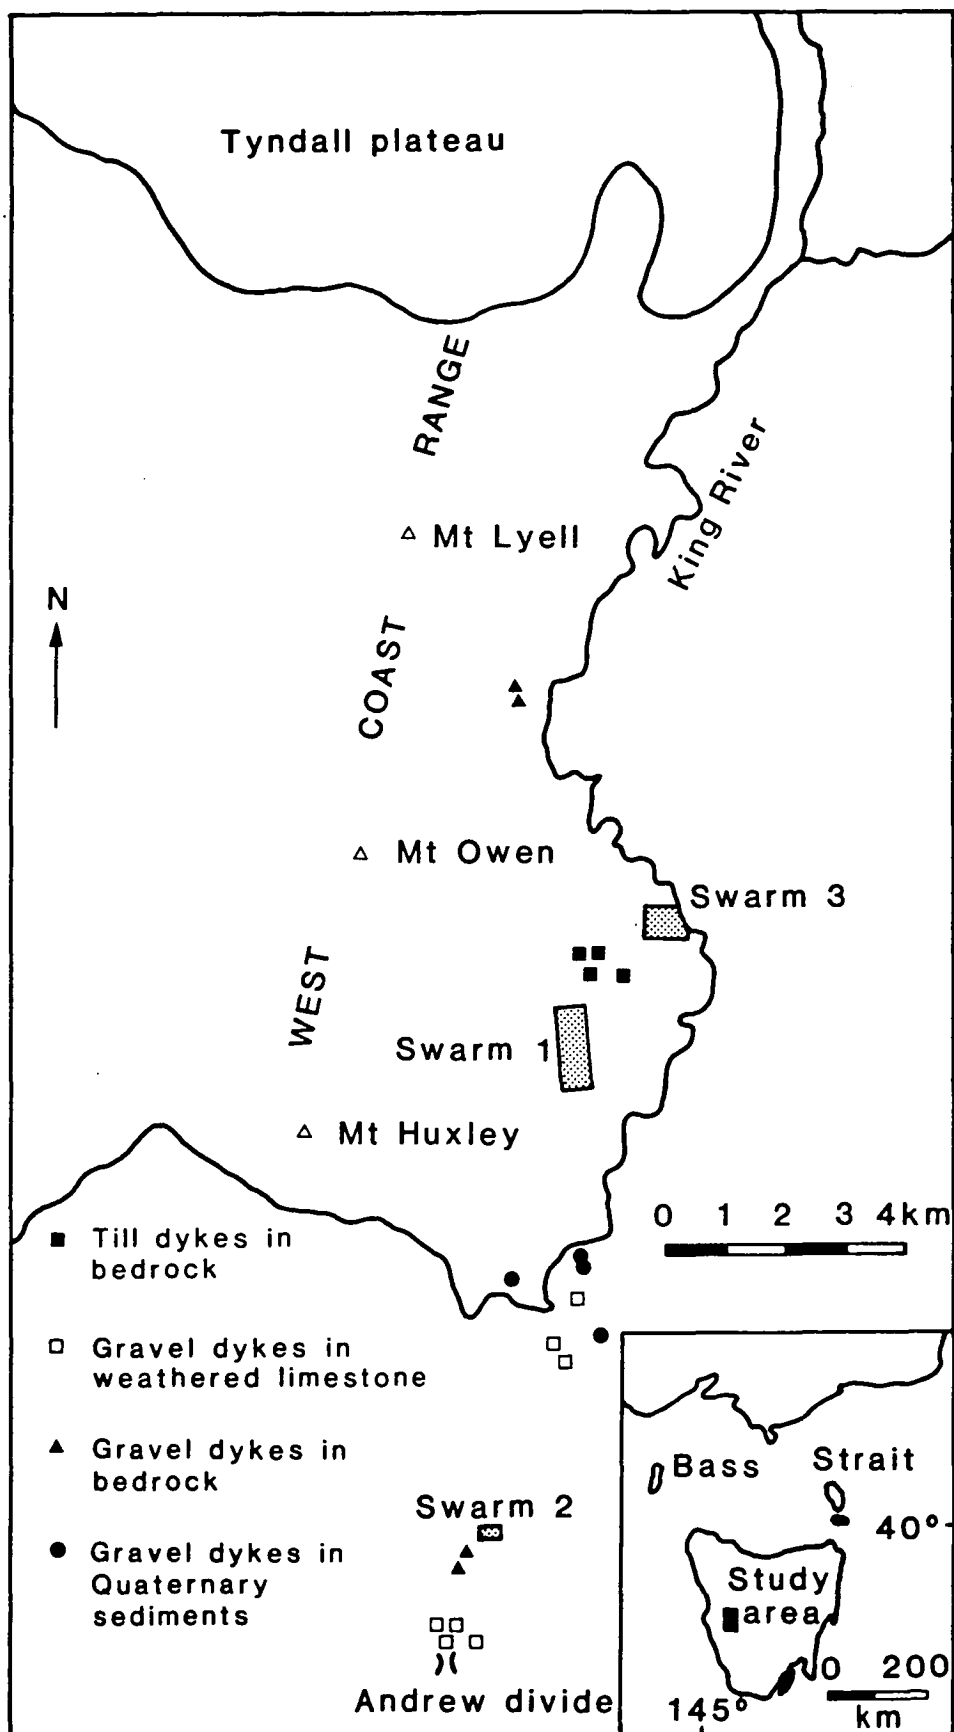 Tyndall plateau
RANGE
King River
Mt Lyell
N
COAST
Mt Owen
Swarm 3
WEST
Swarm 1
Mt Huxley
0 1 2 3 4km
Till dykes in
bedrock
Gravel dykes in
weathered limestone
Gravel dykes in
bedrock
Gravel dykes in
Quaternary
sediments
Swarm 2
Andrew divide
Bass Strait
40°
Study
area
0 200
km
145°